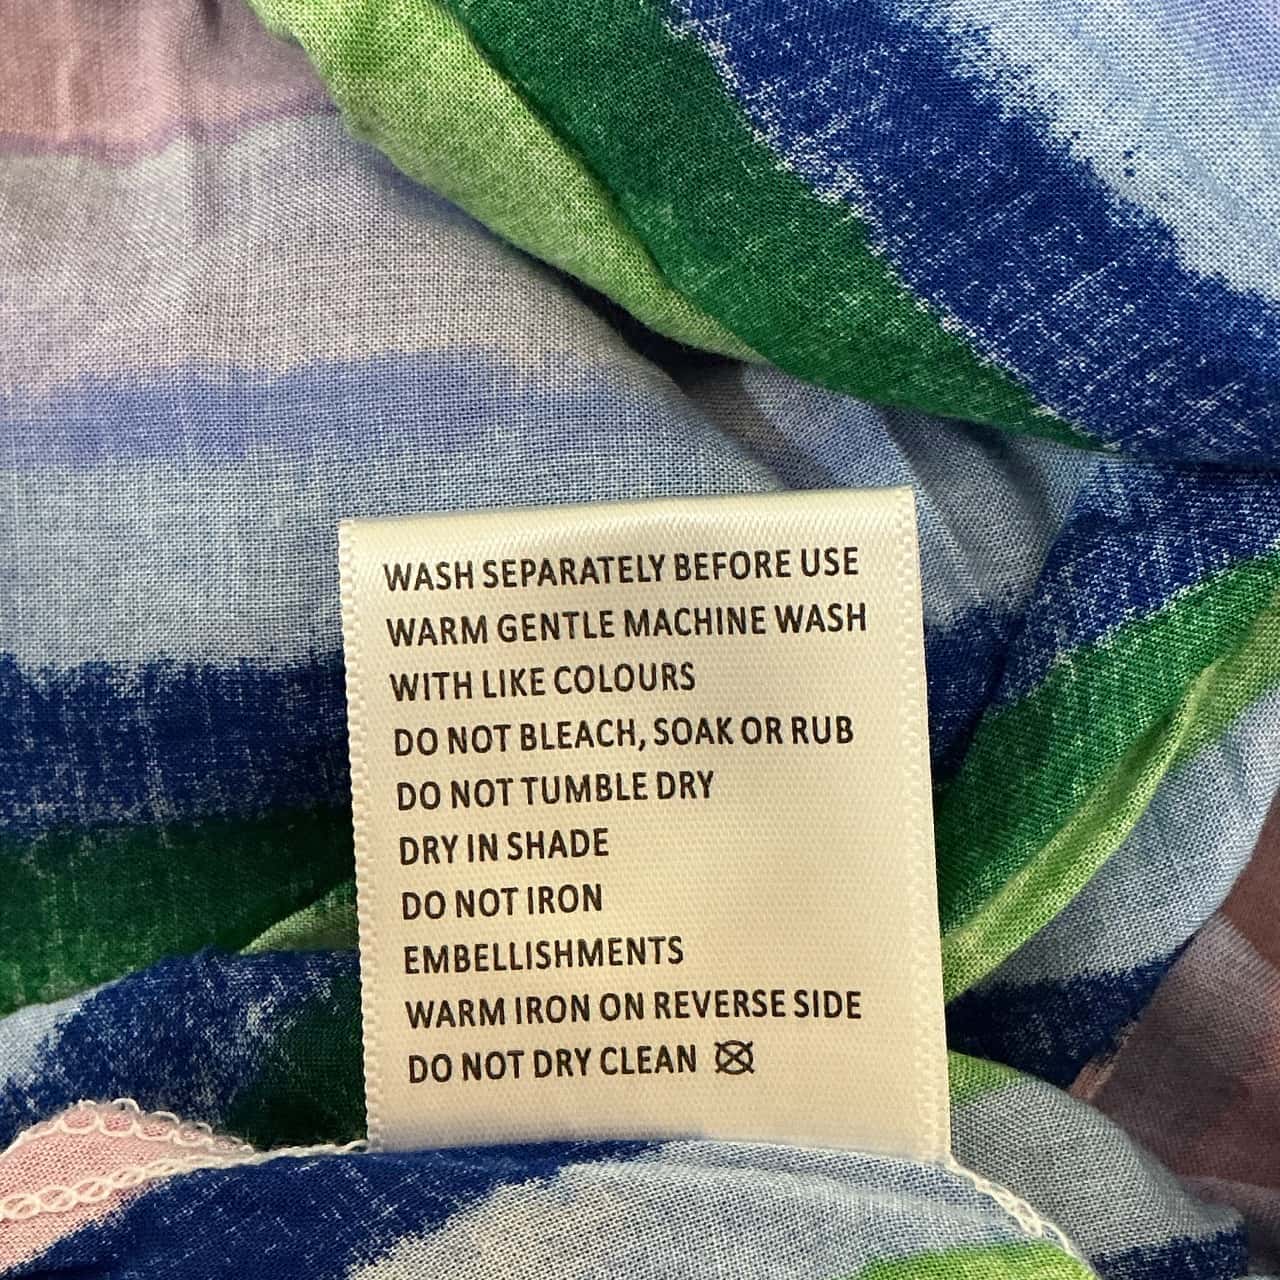 WASH SEPARATELY BEFORE USE
WARM GENTLE MACHINE WASH
WITH LIKE COLOURS
DO NOT BLEACH, SOAK OR RUB
DO NOT TUMBLE DRY
DRY IN SHADE
DO NOT IRON
EMBELLISHMENTS
WARM IRON ON REVERSE SIDE
DO NOT DRY CLEAN